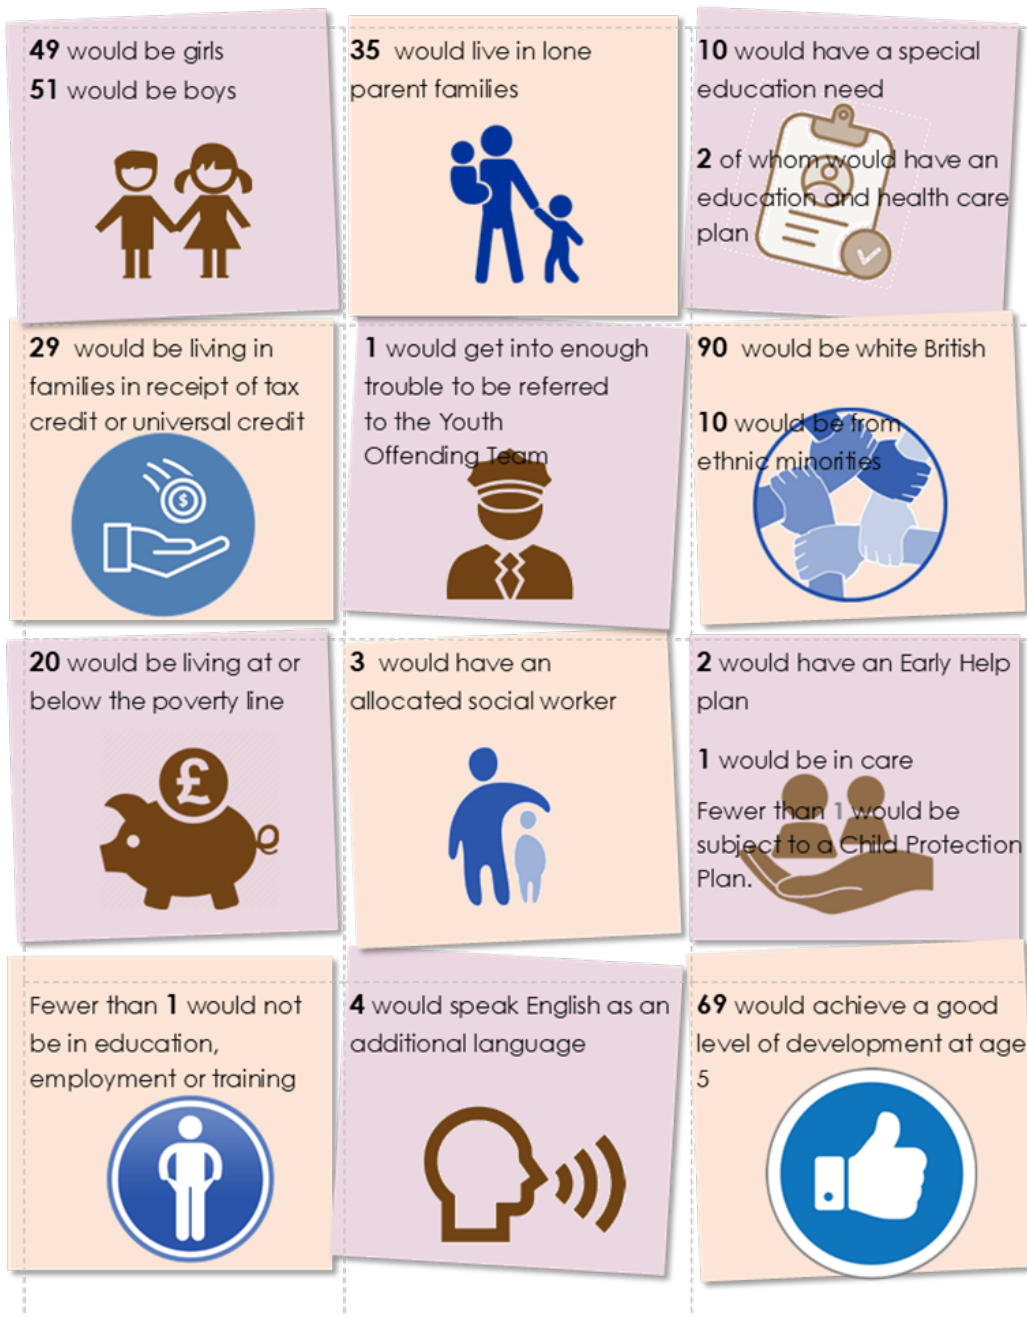 49 would be girls
51 would be boys
35 would live in lone
parent families
10 would have a special
education need
2 of whom would have an
education and health care
plan
29 would be living in
families in receipt of tax
credit or universal credit
$
1 would get into enough
trouble to be referred
to the Youth
Offending Team
90 would be white British
10 would be from
ethnic minorities
20 would be living at or
below the poverty line
£
3 would have an
allocated social worker
2 would have an Early Help
plan
1 would be in care
Fewer than 1 would be
subject to a Child Protection
Plan.
Fewer than 1 would not
be in education,
employment or training
4 would speak English as an
additional language
69 would achieve a good
level of development at age
5